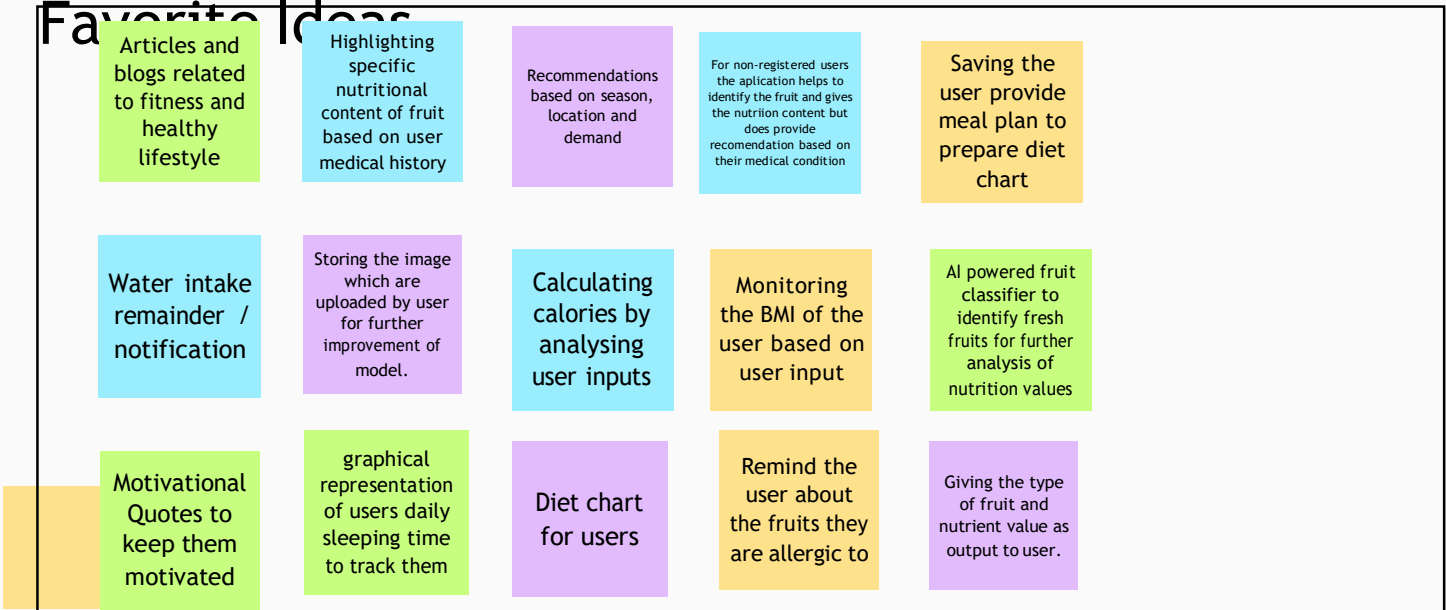 Favorite Ideas
Articles and
blogs related
to fitness and
healthy
lifestyle
Highlighting
specific
nutritional
content of fruit
based on user
medical history
Recommendations
based on season,
location and
demand
For non-registered users
the aplication helps to
identify the fruit and gives
the nutriion content but
does provide
recomendation based on
their medical condition
Saving the
user provide
meal plan to
prepare diet
chart
Water intake
remainder /
notification
Storing the image
which are
uploaded by user
for further
improvement of
model.
Calculating
calories by
analysing
user inputs
Monitoring
the BMI of the
user based on
user input
AI powered fruit
classifier to
identify fresh
fruits for further
analysis of
nutrition values
Motivational
Quotes to
keep them
motivated
graphical
representation
of users daily
sleeping time
to track them
Diet chart
for users
Remind the
user about
the fruits they
are allergic to
Giving the type
of fruit and
nutrient value as
output to user.